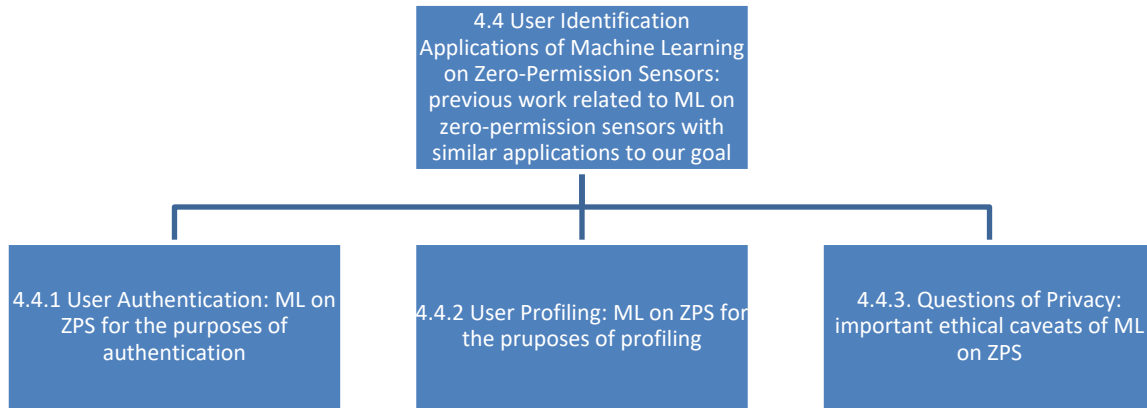 4.4 User Identification
Applications of Machine Learning
on Zero-Permission Sensors:
previous work related to ML on
zero-permission sensors with
similar applications to our goal
4.4.1 User Authentication: ML on
ZPS for the purposes of
authentication
4.4.2 User Profiling: ML on ZPS for
the pruposes of profiling
4.4.3. Questions of Privacy:
important ethical caveats of ML
on ZPS